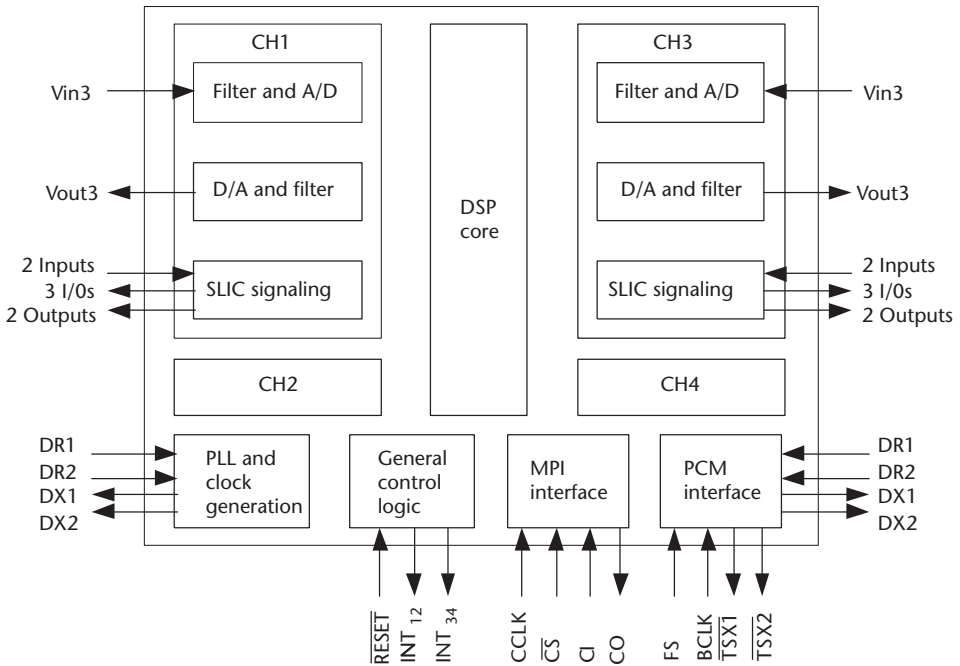 CH1
CH3
Filter and A/D
Filter and A/D
Vin3
Vin3
D/A and filter
D/A and filter
Vout3
Vout3
DSP
core
2 Inputs
3 I/0s
2 Outputs
SLIC signaling
SLIC signaling
2 Inputs
3 I/0s
2 Outputs
CH2
CH4
DR1
DR2
DX1
DX2
PLL and
clock
generation
General
control
logic
MPI
interface
PCM
interface
DR1
DR2
DX1
DX2
RESET
INT 12
INT 34
CCLK
CS
CI
CO
FS
BCLK
TSX1
TSX2